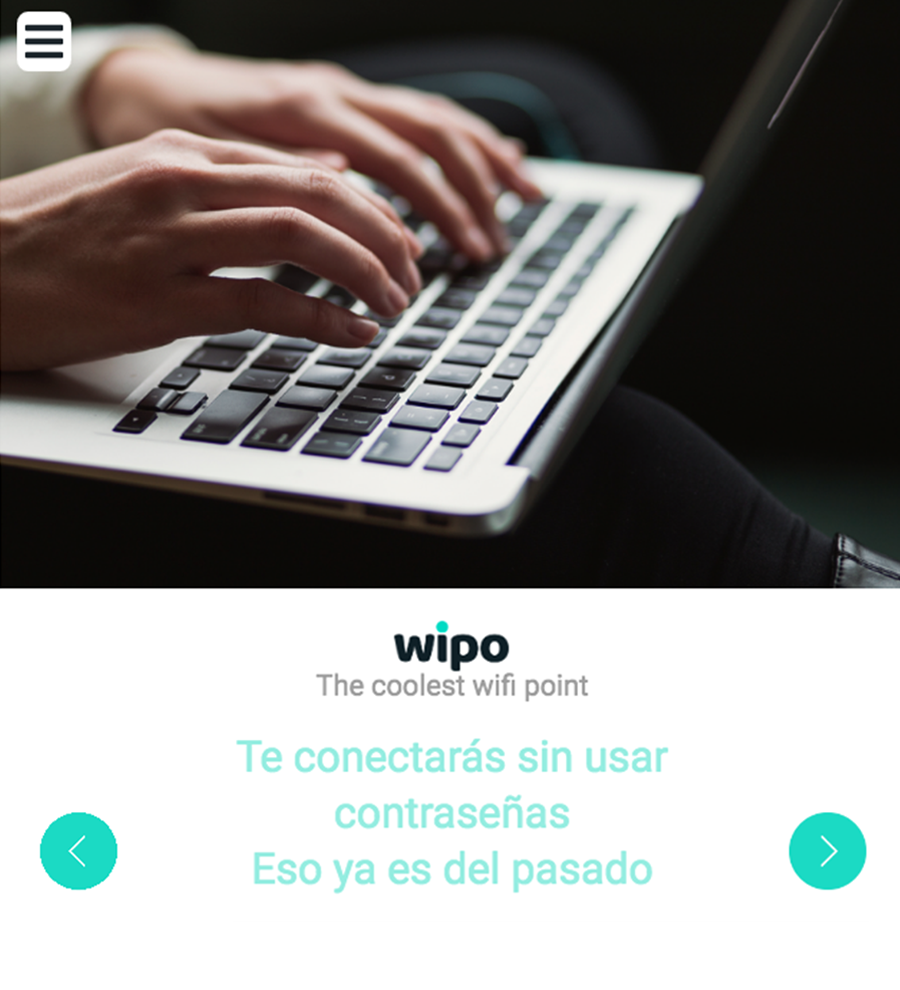 wipo
The coolest wifi point
Te conectarás sin usar
contraseñas
Eso ya es del pasado